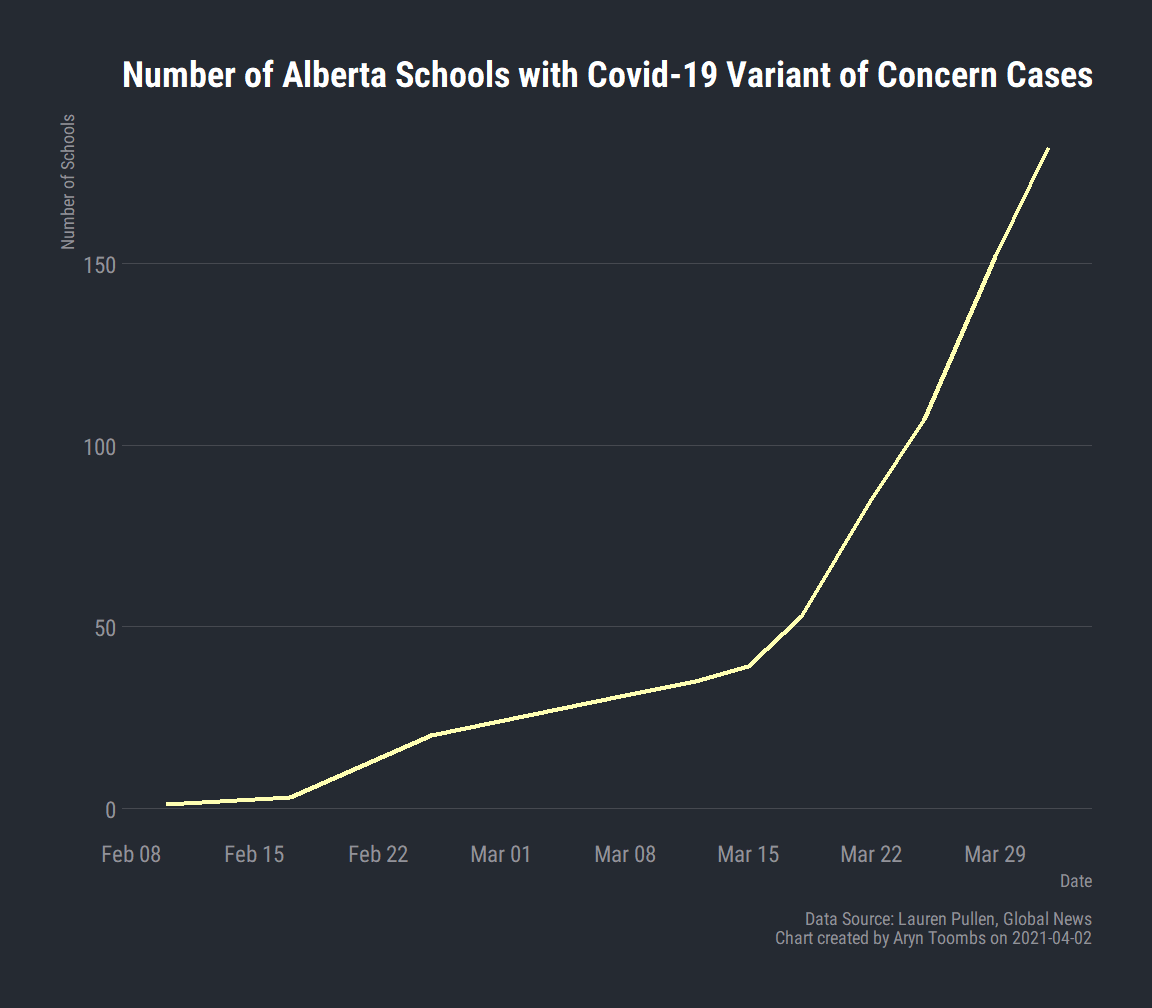 Number of Alberta Schools with Covid-19 Variant of Concern Cases
Number of Schools
150
100
50
0
Feb 08 Feb 15 Feb 22 Mar 01 Mar 08 Mar 15 Mar 22 Mar 29
Date
Data Source: Lauren Pullen, Global News
Chart created by Aryn Toombs on 2021-04-02